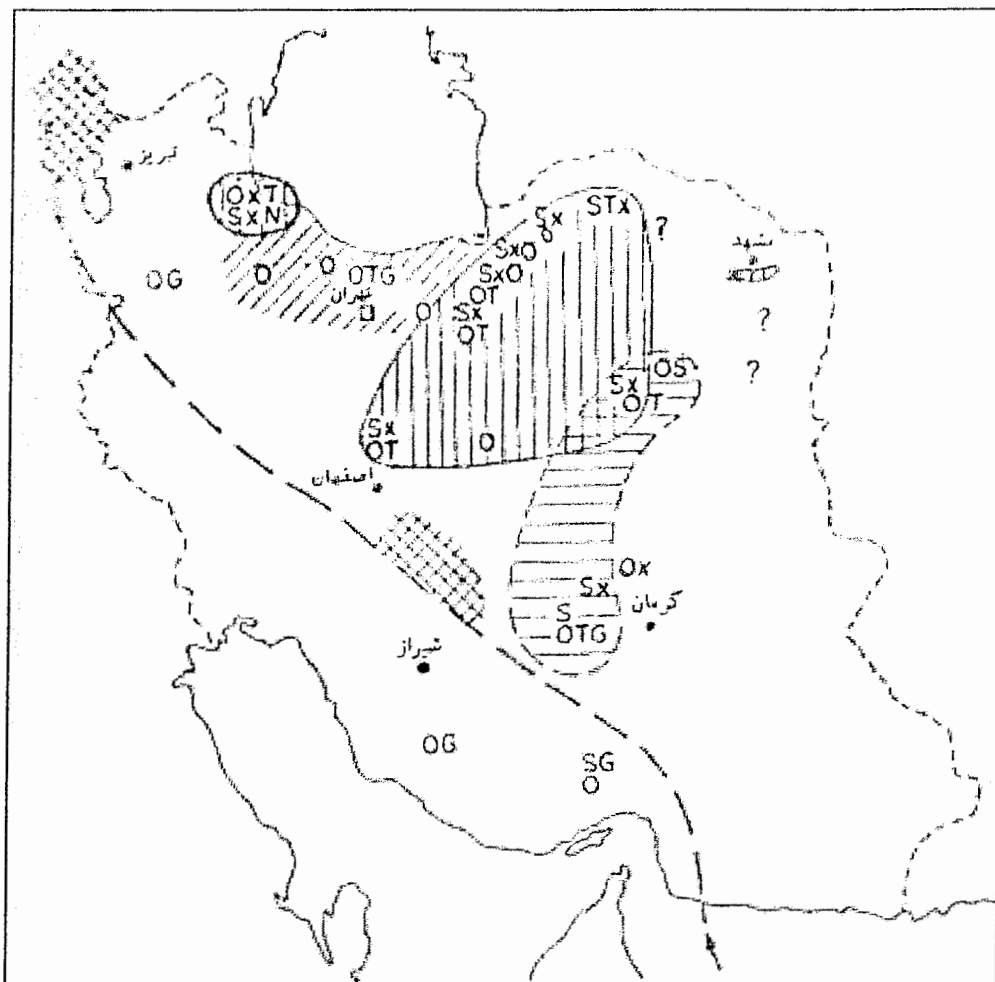 تبریز
OxT
SxN
OG
O
O
OTG
تهران
Sx
O
STx
?
مشهد
SxO
SxO
OT
Sx
OT
OT
?
?
OS
Sx
OT
Sx
OT
O
اصفهان
Ox
Sx
S
OTG
کرمان
شیراز
OG
SG
O